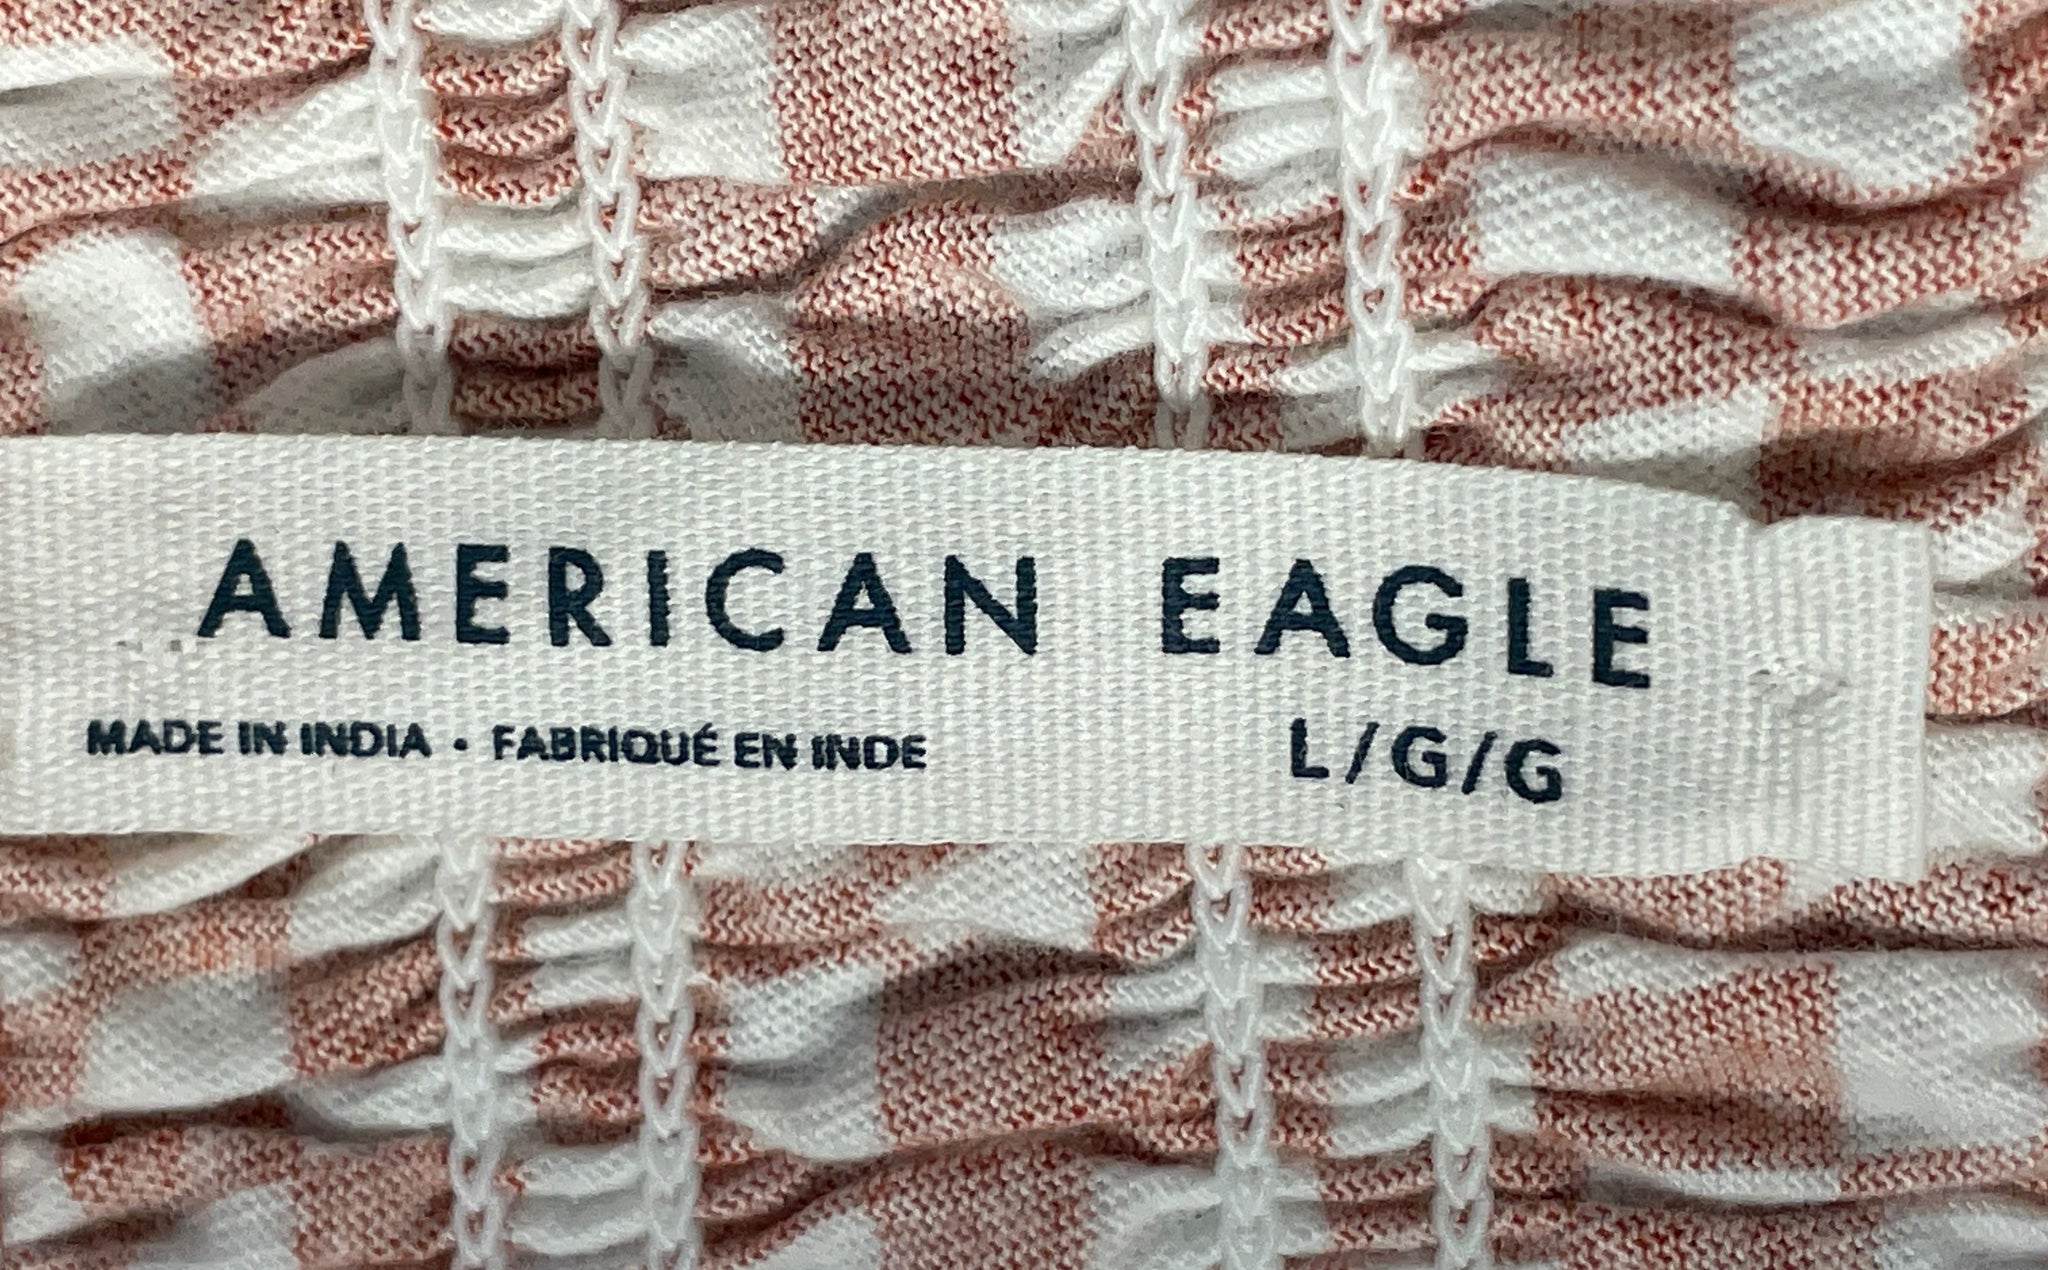 AMERICAN EAGLE
MADE IN INDIA • FABRIQUÉ EN INDE L/G/G